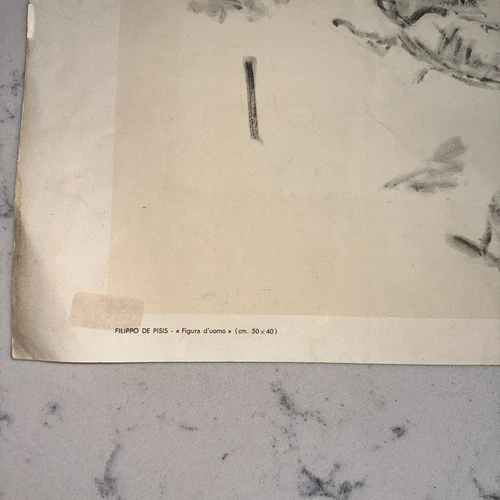 FILIPPO DE PISIS - « Figura d'uomo » (cm. 50×40)